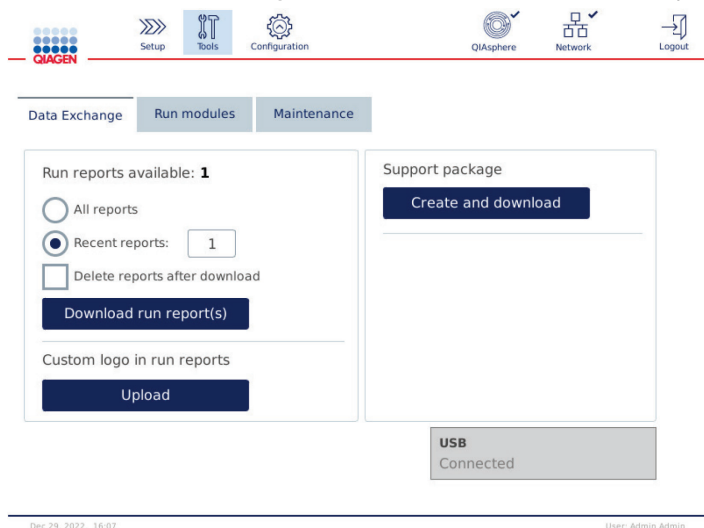 QIAGEN
Setup
Tools
Configuration
QIAsphere
Network
Logout
Data Exchange
Run modules
Maintenance
Run reports available: 1
All reports
Recent reports: 1
Delete reports after download
Download run report(s)
Custom logo in run reports
Upload
Support package
Create and download
USB
Connected
Dec 29, 2022 16:07
User: Admin Admin